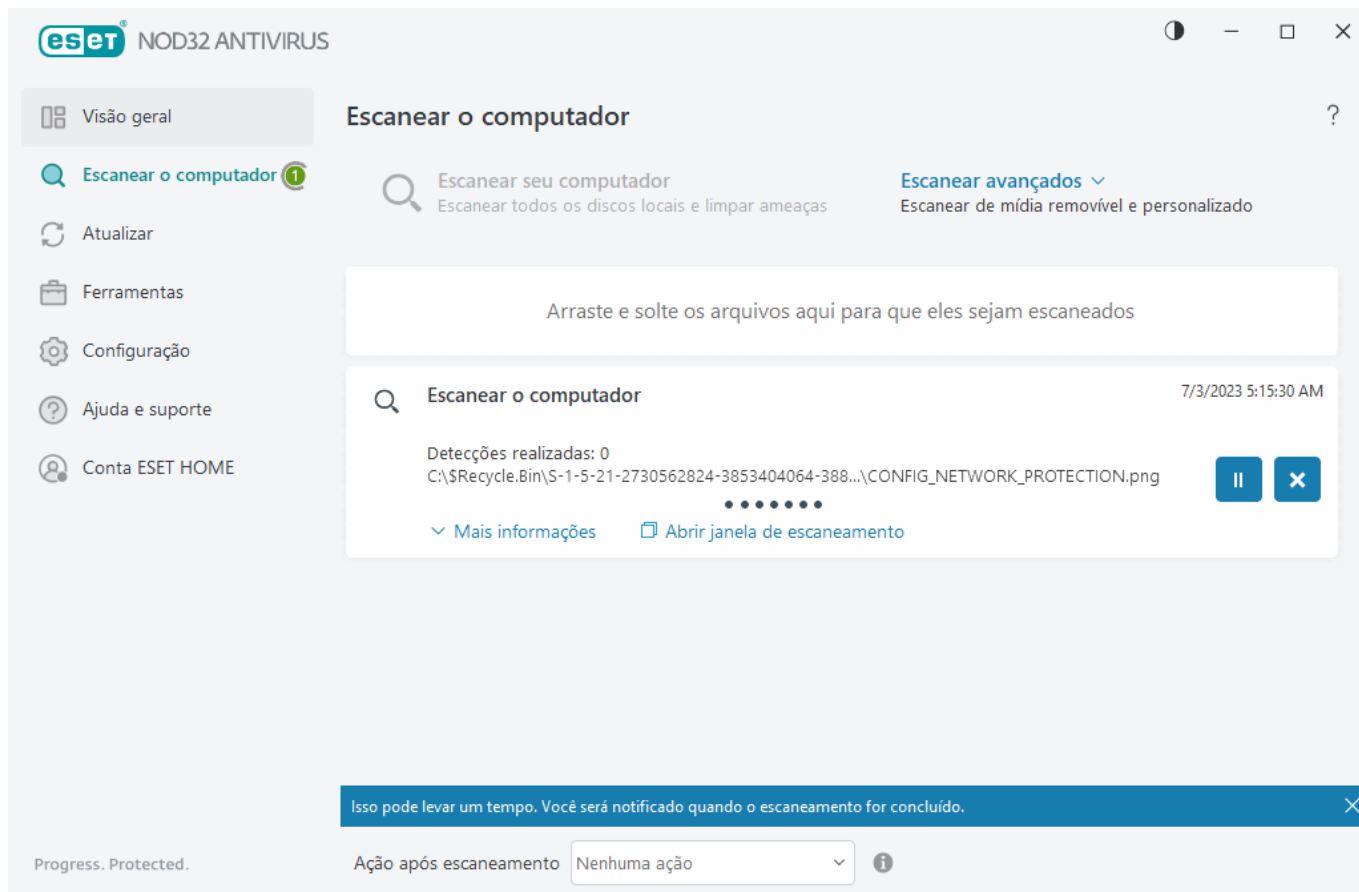 eset® NOD32 ANTIVIRUS
Visão geral
Escanear o computador 1
Atualizar
Ferramentas
Configuração
Ajuda e suporte
Conta ESET HOME
Progress. Protected.
Escanear o computador ?
Escanear seu computador
Escanear todos os discos locais e limpar ameaças
Escanear avançados
Escanear de mídia removível e personalizado
Arraste e solte os arquivos aqui para que eles sejam escaneados
Escanear o computador 7/3/2023 5:15:30 AM
Detecções realizadas: 0
C:\$Recycle.Bin\S-1-5-21-2730562824-3853404064-388...\CONFIG_NETWORK_PROTECTION.png
Mais informações Abrir janela de escaneamento
Isso pode levar um tempo. Você será notificado quando o escaneamento for concluído.
Ação após escaneamento Nenhuma ação